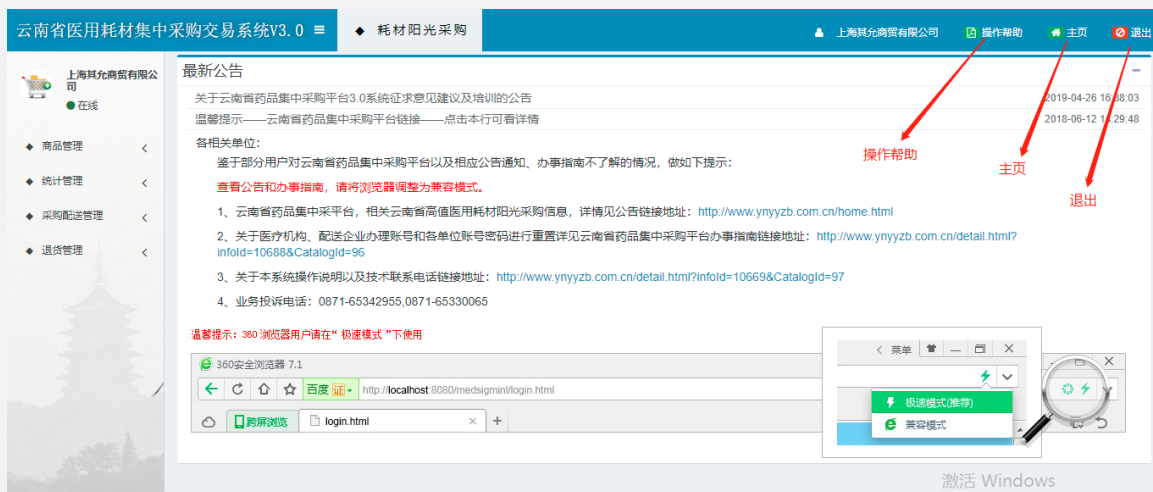 云南省医用耗材集中采购交易系统V3.0 ≡ ◆ 耗材阳光采购 上海其允商贸有限公司 操作帮助 主页 退出
上海其允商贸有限公司
在线
商品管理
统计管理
采购配送管理
退货管理
最新公告
关于云南省药品集中采购平台3.0系统征求意见建议及培训的公告 2019-04-26 16:38:03
温馨提示——云南省药品集中采购平台链接——点击本行可看详情 2018-06-12 14:29:48
各相关单位：
鉴于部分用户对云南省药品集中采购平台以及相应公告通知、办事指南不了解的情况，做如下提示：
查看公告和办事指南，请将浏览器调整为兼容模式。
1、云南省药品集中采平台，相关云南省高值医用耗材阳光采购信息，详情见公告链接地址：http://www.ynyyzb.com.cn/home.html
2、关于医疗机构、配送企业办理账号和各单位账号密码进行重置详见云南省药品集中采购平台办事指南链接地址：http://www.ynyyzb.com.cn/detail.html?
infoId=10688&CatalogId=96
3、关于本系统操作说明以及技术联系电话链接地址：http://www.ynyyzb.com.cn/detail.html?infoId=10669&CatalogId=97
4、业务投诉电话：0871-65342955,0871-65330065
操作帮助
主页
退出
温馨提示：360 浏览器用户请在“ 极速模式 ”下使用
360安全浏览器 7.1
百度 证 http://localhost:8080/medsigminl/login.html
跨屏浏览 login.html × +
菜单
极速模式(推荐)
兼容模式
激活 Windows